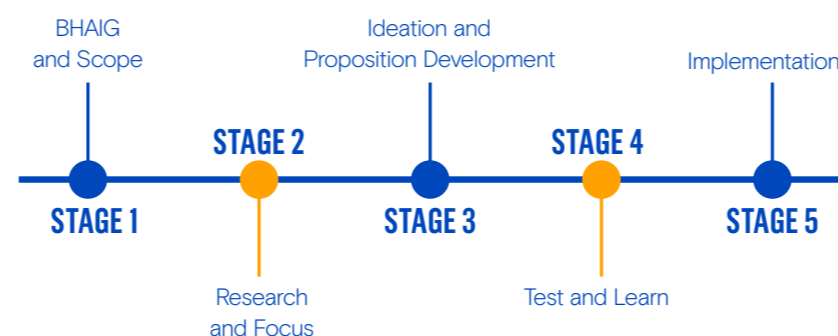 BHAIG
and Scope
Ideation and
Proposition Development
Implementation
STAGE 2
STAGE 4
STAGE 1
STAGE 3
STAGE 5
Research
and Focus
Test and Learn